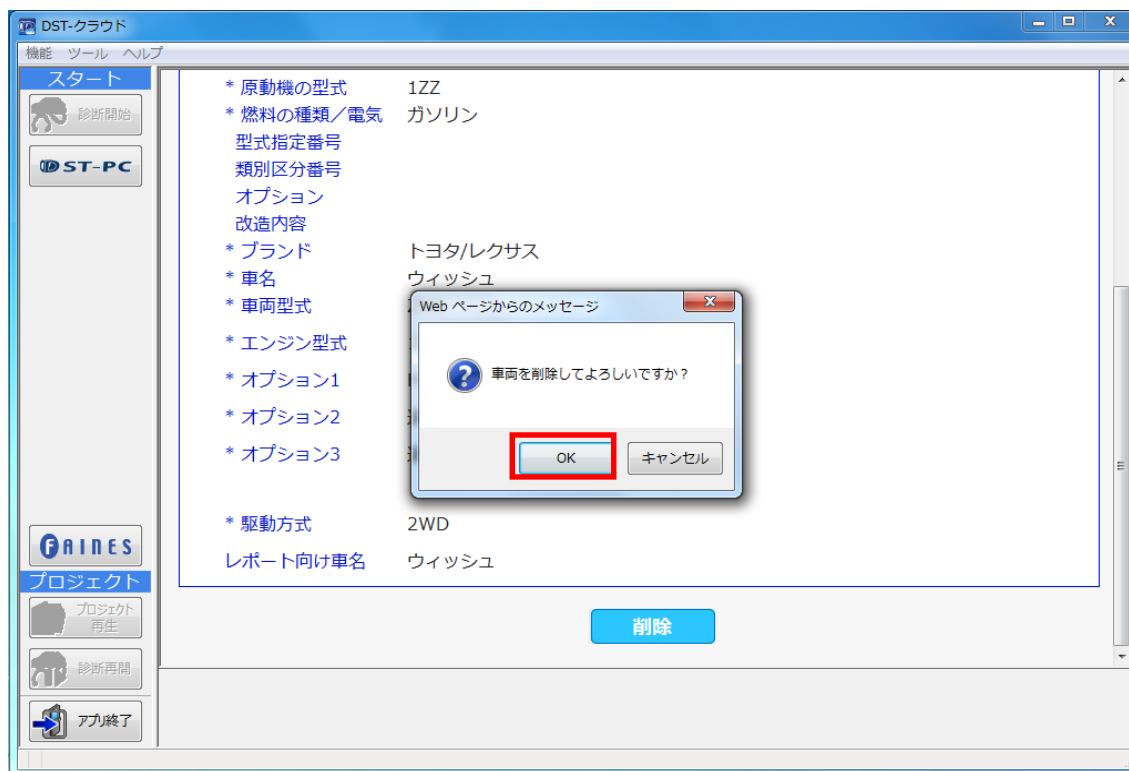 DST-クラウド
機能 ツール ヘルプ
スタート
診断開始
DST-PC
FAINES
プロジェクト
プロジェクト
再生
診断再開
アプリ終了
* 原動機の型式 1ZZ
* 燃料の種類／電気 ガソリン
型式指定番号
類別区分番号
オプション
改造内容
* ブランド トヨタ/レクサス
* 車名 ウィッシュ
* 車両型式
* エンジン型式
* オプション1
* オプション2
* オプション3
* 駆動方式 2WD
レポート向け車名 ウィッシュ
削除
Web ページからのメッセージ
車両を削除してよろしいですか？
OK キャンセル